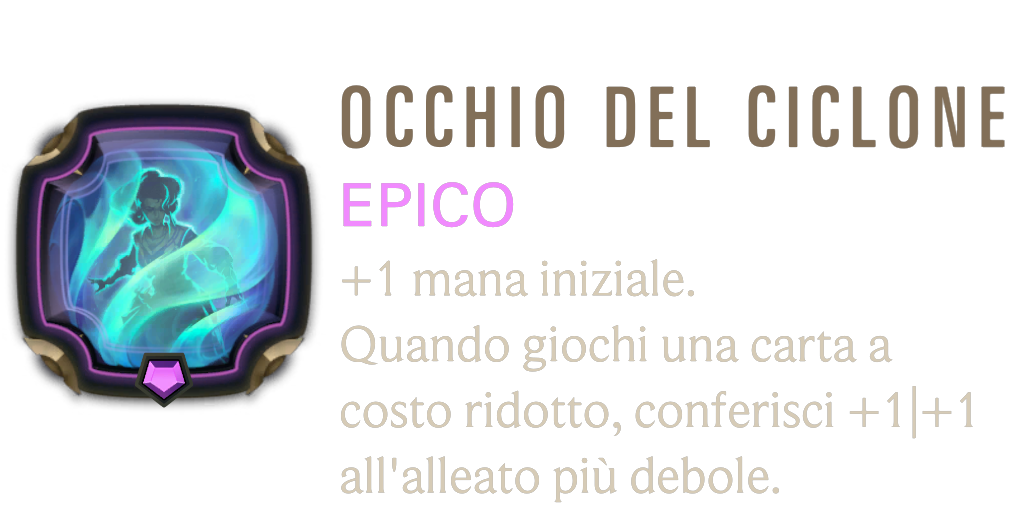 OCCHIO DEL CICLONE
EPICO
+1 mana iniziale.
Quando giochi una carta a
costo ridotto, conferisci +1|+1
all'alleato più debole.